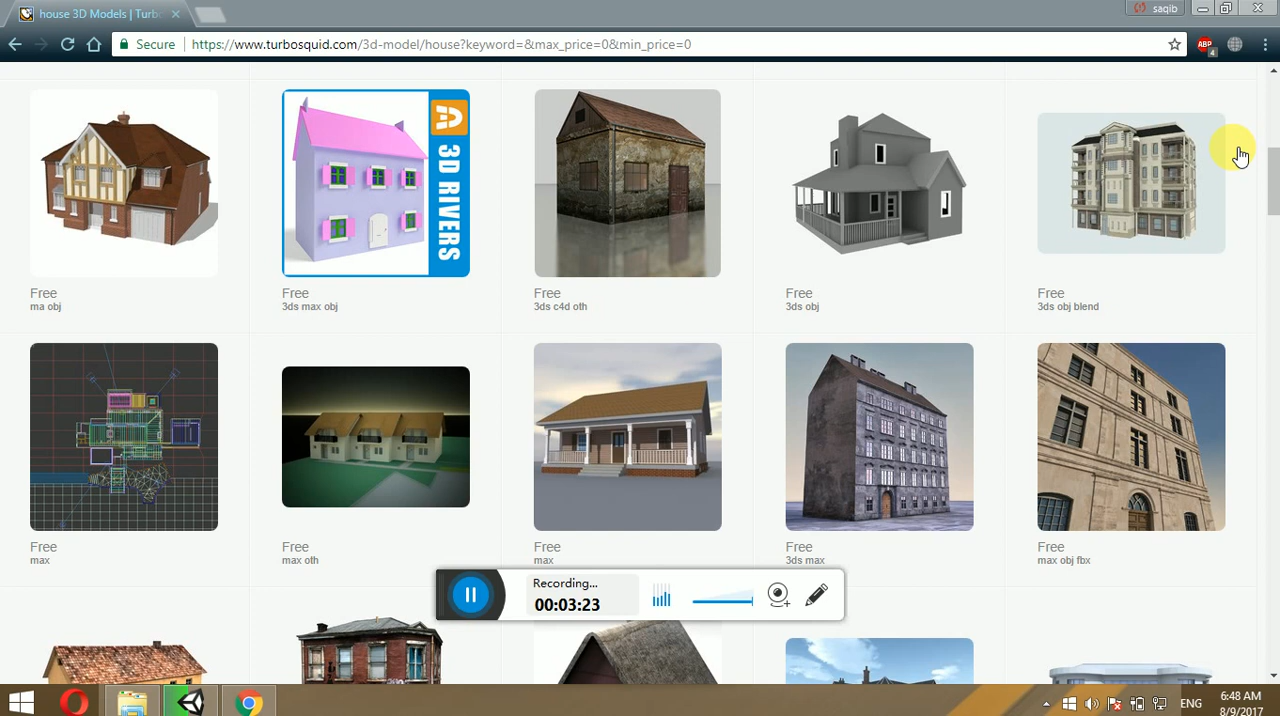 house 3D Models | Turb
saqib
Secure
https://www.turbosquid.com/3d-model/house?keyword=&max_price=0&min_price=0
ABP
4
3D RIVERS
Free
ma obj
Free
3ds max obj
Free
3ds c4d oth
Free
3ds obj
Free
3ds obj blend
Free
max
Free
max oth
Free
max
Free
3ds max
Free
max obj fbx
Recording...
00:03:23
ENG
6:48 AM
8/9/2017